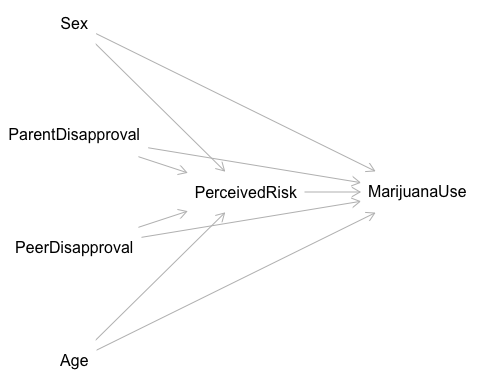 Sex
ParentDisapproval
PerceivedRisk
MarijuanaUse
PeerDisapproval
Age